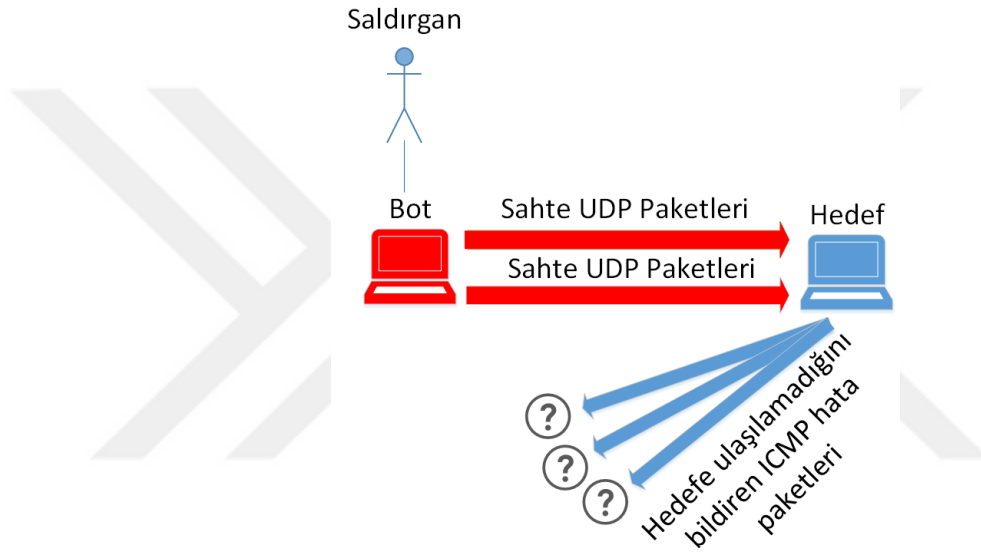 Saldırgan
Bot
Sahte UDP Paketleri
Hedef
Sahte UDP Paketleri
?
?
?
Hedefe ulaşılamadığını
bildiren ICMP hata
paketleri